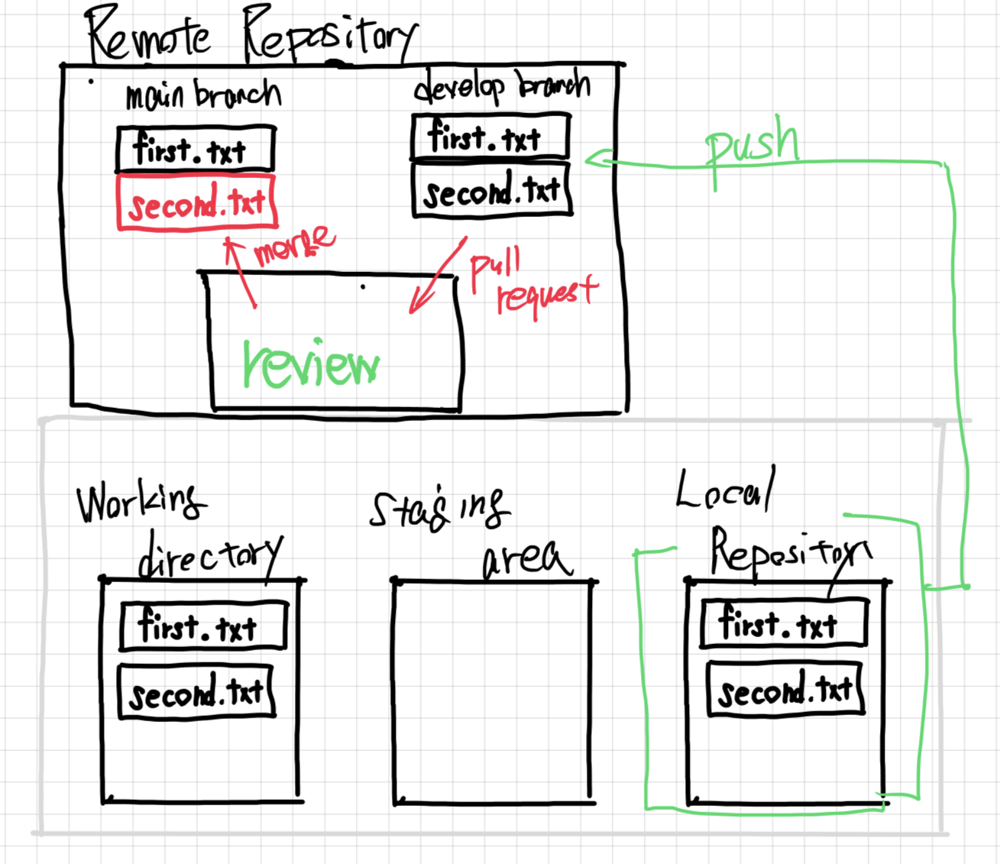 Remote Repository
main branch
first.txt
second.txt
develop branch
first.txt
second.txt
push
merge
pull
request
review
Working
directory
first.txt
second.txt
Staging
area
Local
Repository
first.txt
second.txt